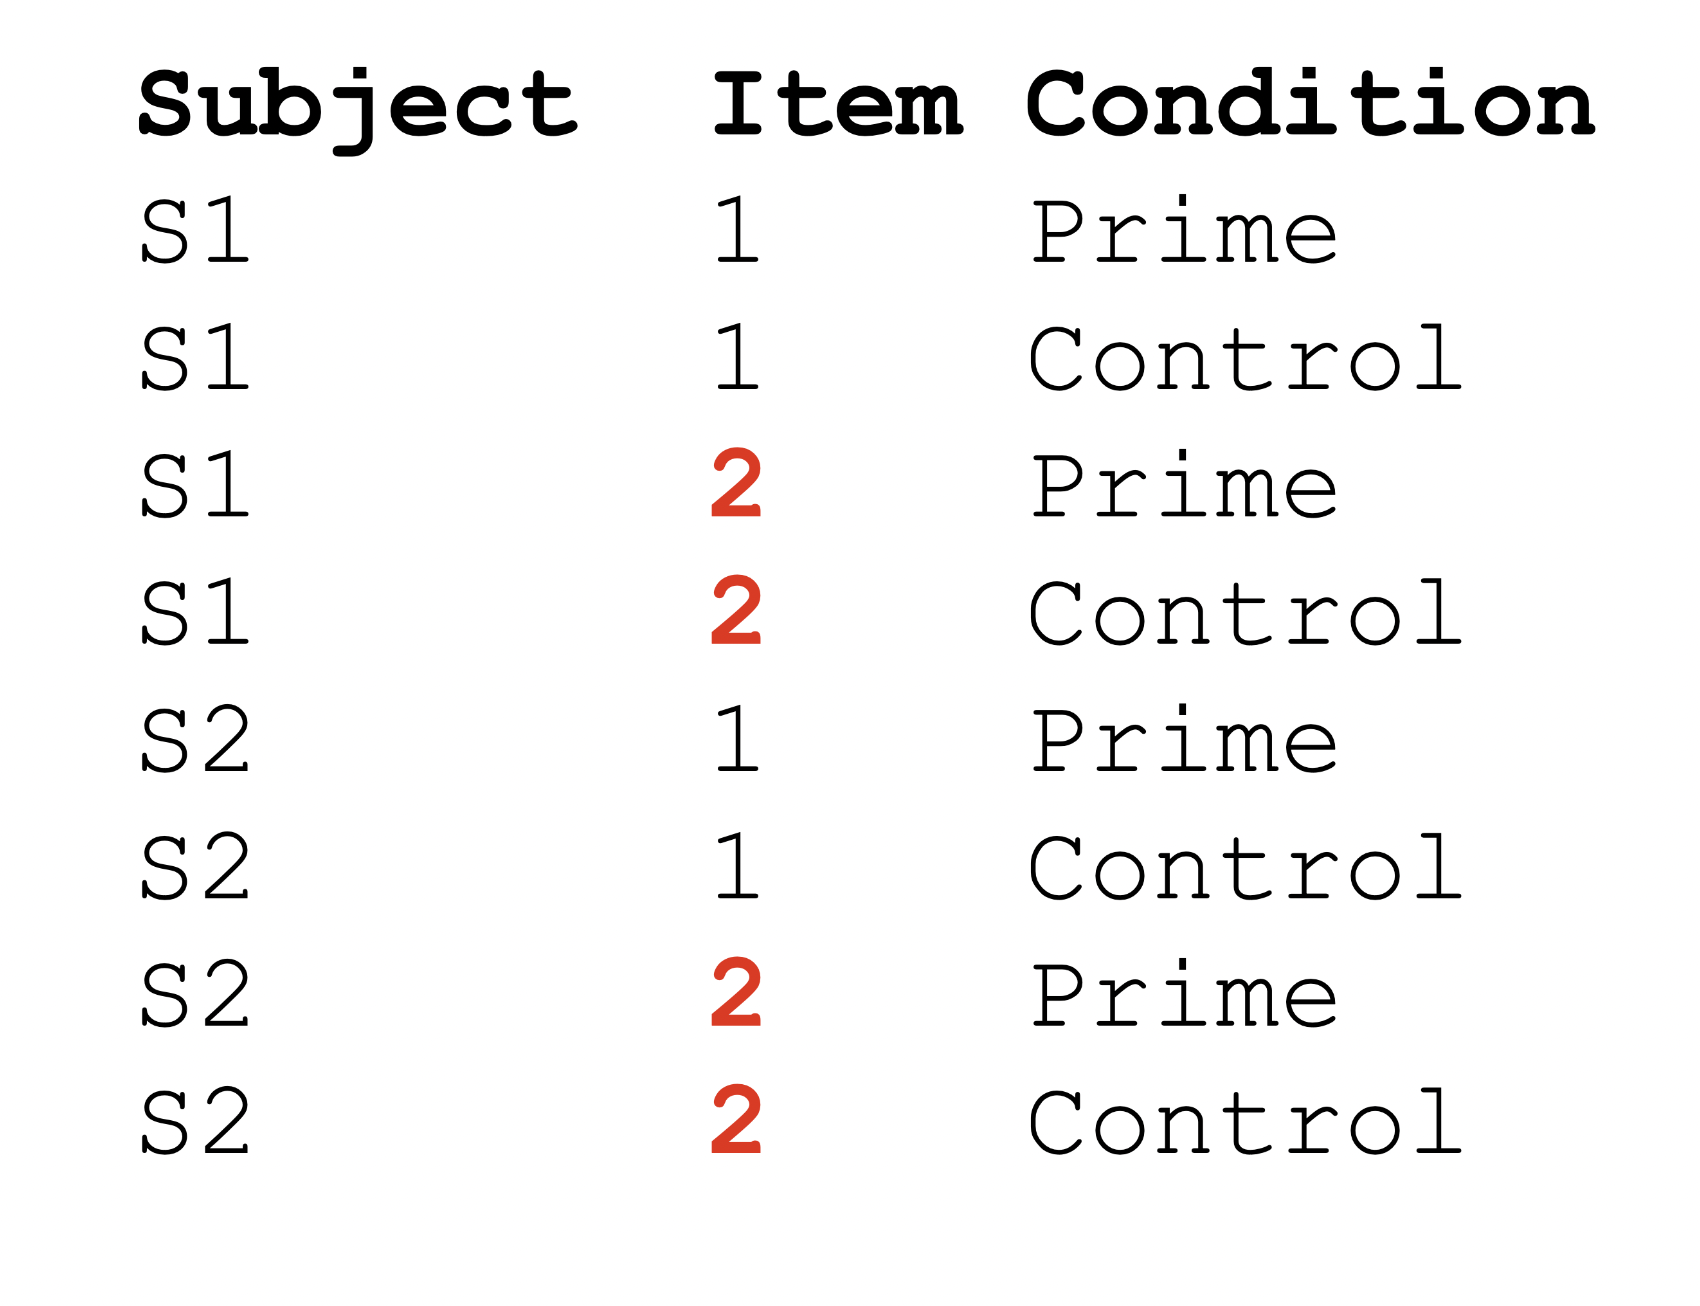 Subject Item Condition
S1 1 Prime
S1 1 Control
S1 2 Prime
S1 2 Control
S2 1 Prime
S2 1 Control
S2 2 Prime
S2 2 Control